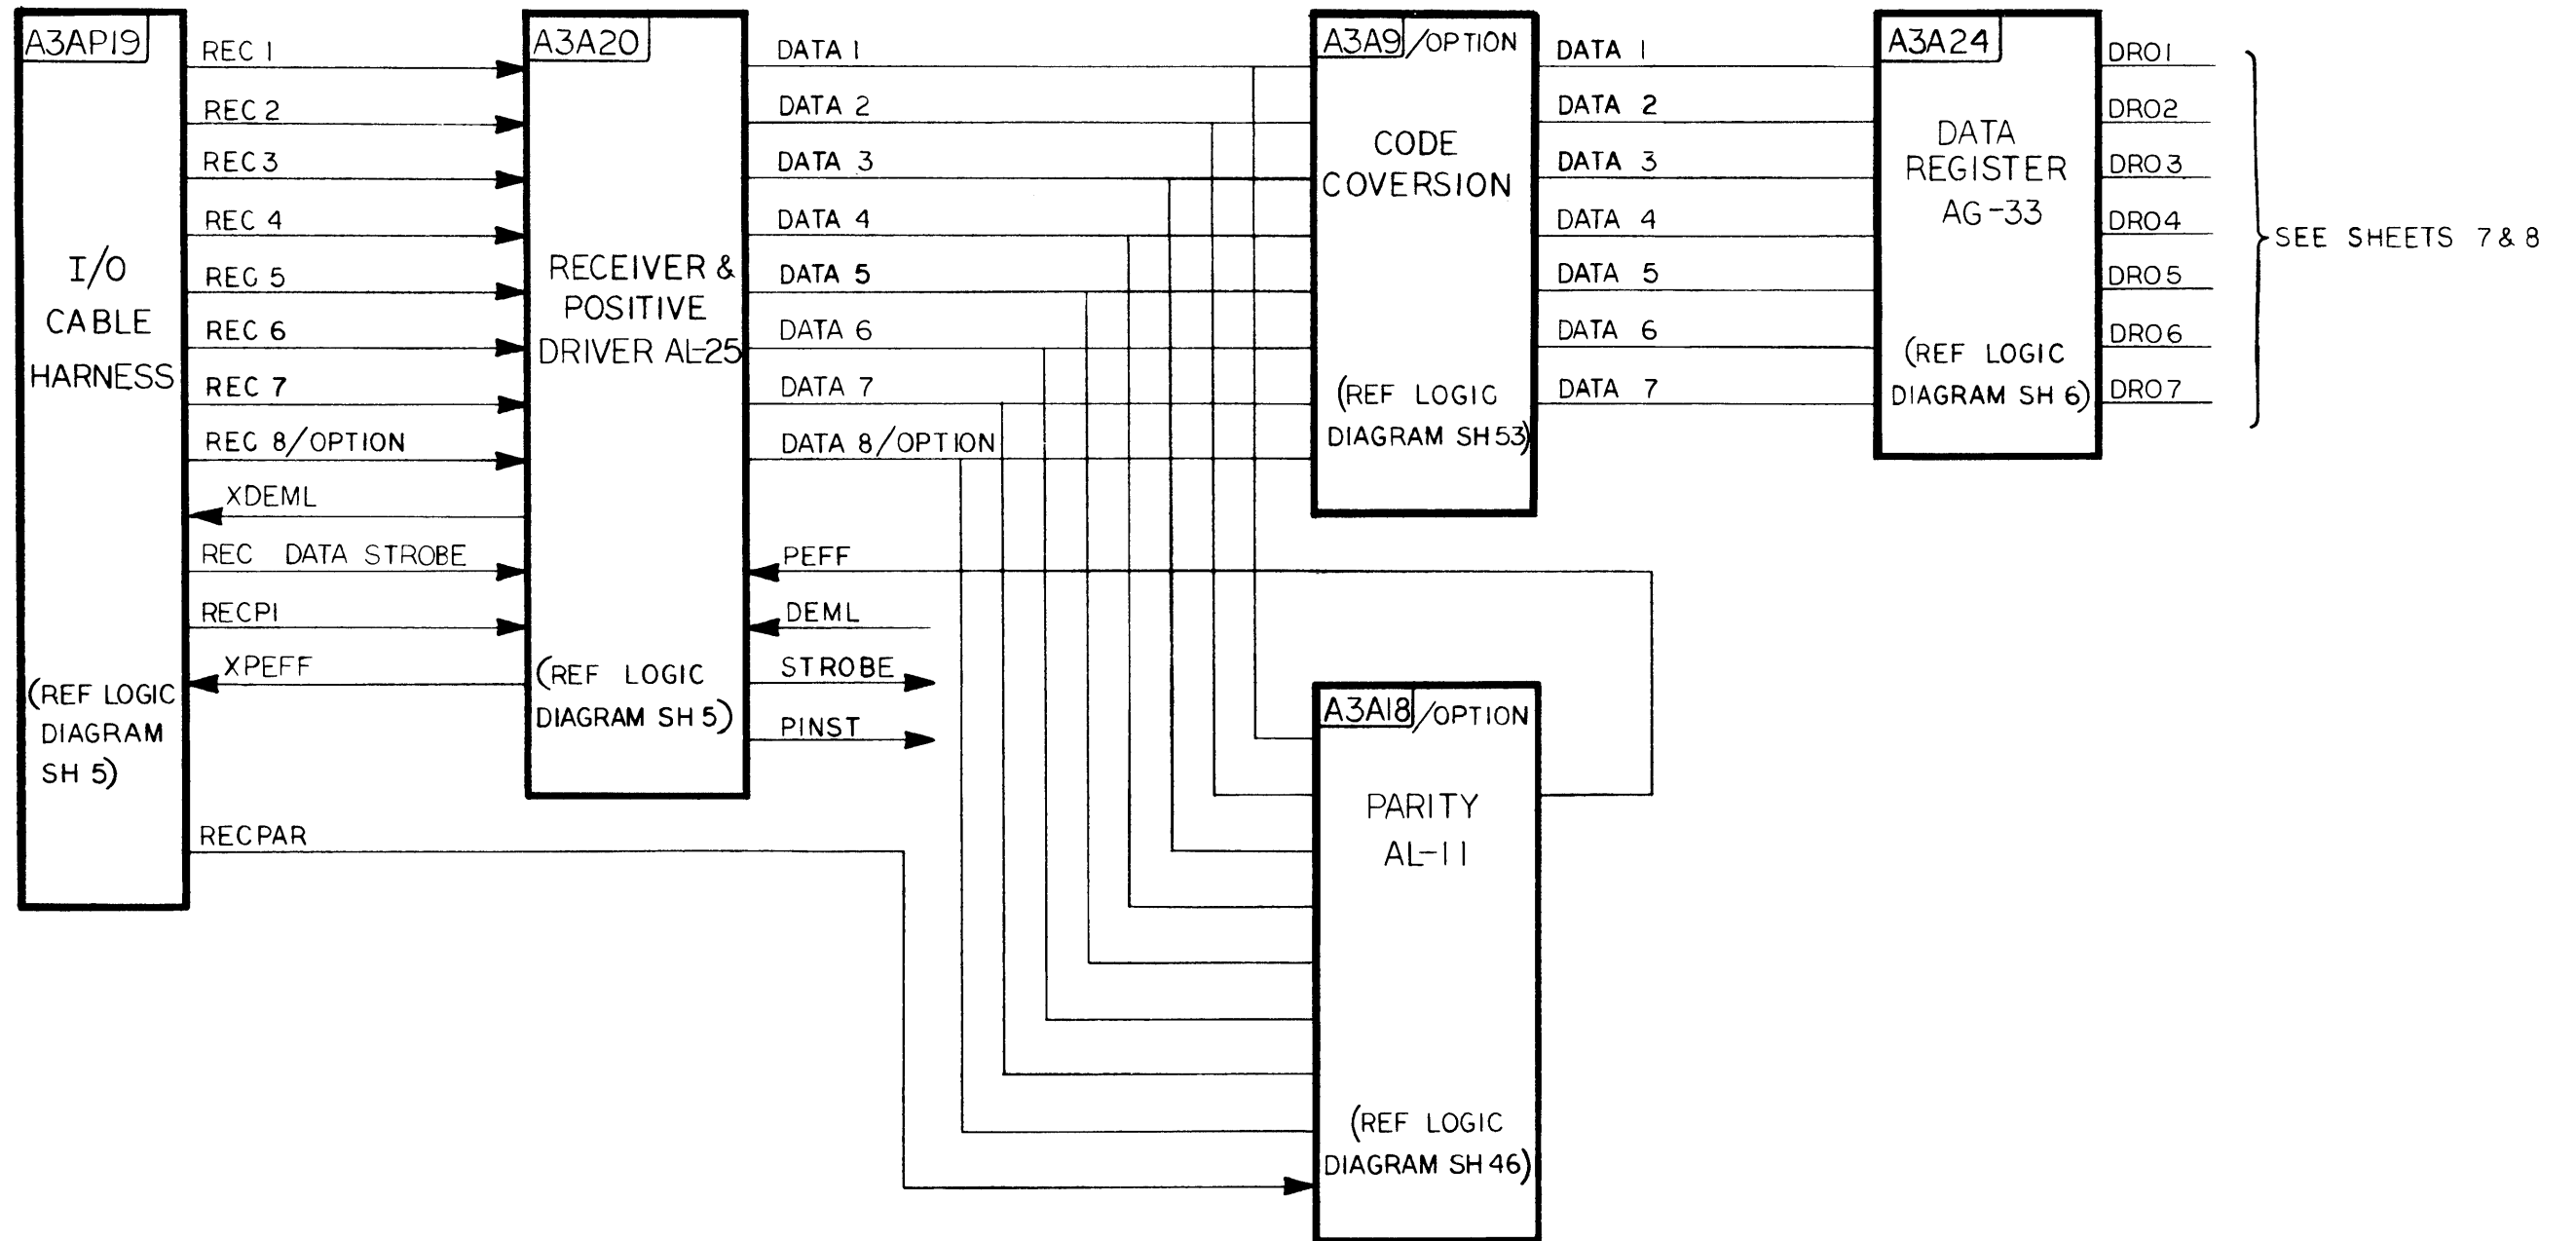 A3AP19
I/O
CABLE
HARNESS
(REF LOGIC
DIAGRAM
SH 5)
REC 1
REC 2
REC 3
REC 4
REC 5
REC 6
REC 7
REC 8/OPTION
XDEML
REC DATA STROBE
RECPI
XPEFF
RECPAR
A3A20
RECEIVER &
POSITIVE
DRIVER AL-25
(REF LOGIC
DIAGRAM SH 5)
DATA 1
DATA 2
DATA 3
DATA 4
DATA 5
DATA 6
DATA 7
DATA 8/OPTION
PEFF
DEML
STROBE
PINST
A3A9/OPTION
CODE
COVERSION
(REF LOGIC
DIAGRAM SH 53)
DATA 1
DATA 2
DATA 3
DATA 4
DATA 5
DATA 6
DATA 7
A3A24
DATA
REGISTER
AG-33
(REF LOGIC
DIAGRAM SH 6)
DRO1
DRO2
DRO3
DRO4
DRO5
DRO6
DRO7
SEE SHEETS 7 & 8
A3A18/OPTION
PARITY
AL-11
(REF LOGIC
DIAGRAM SH 46)